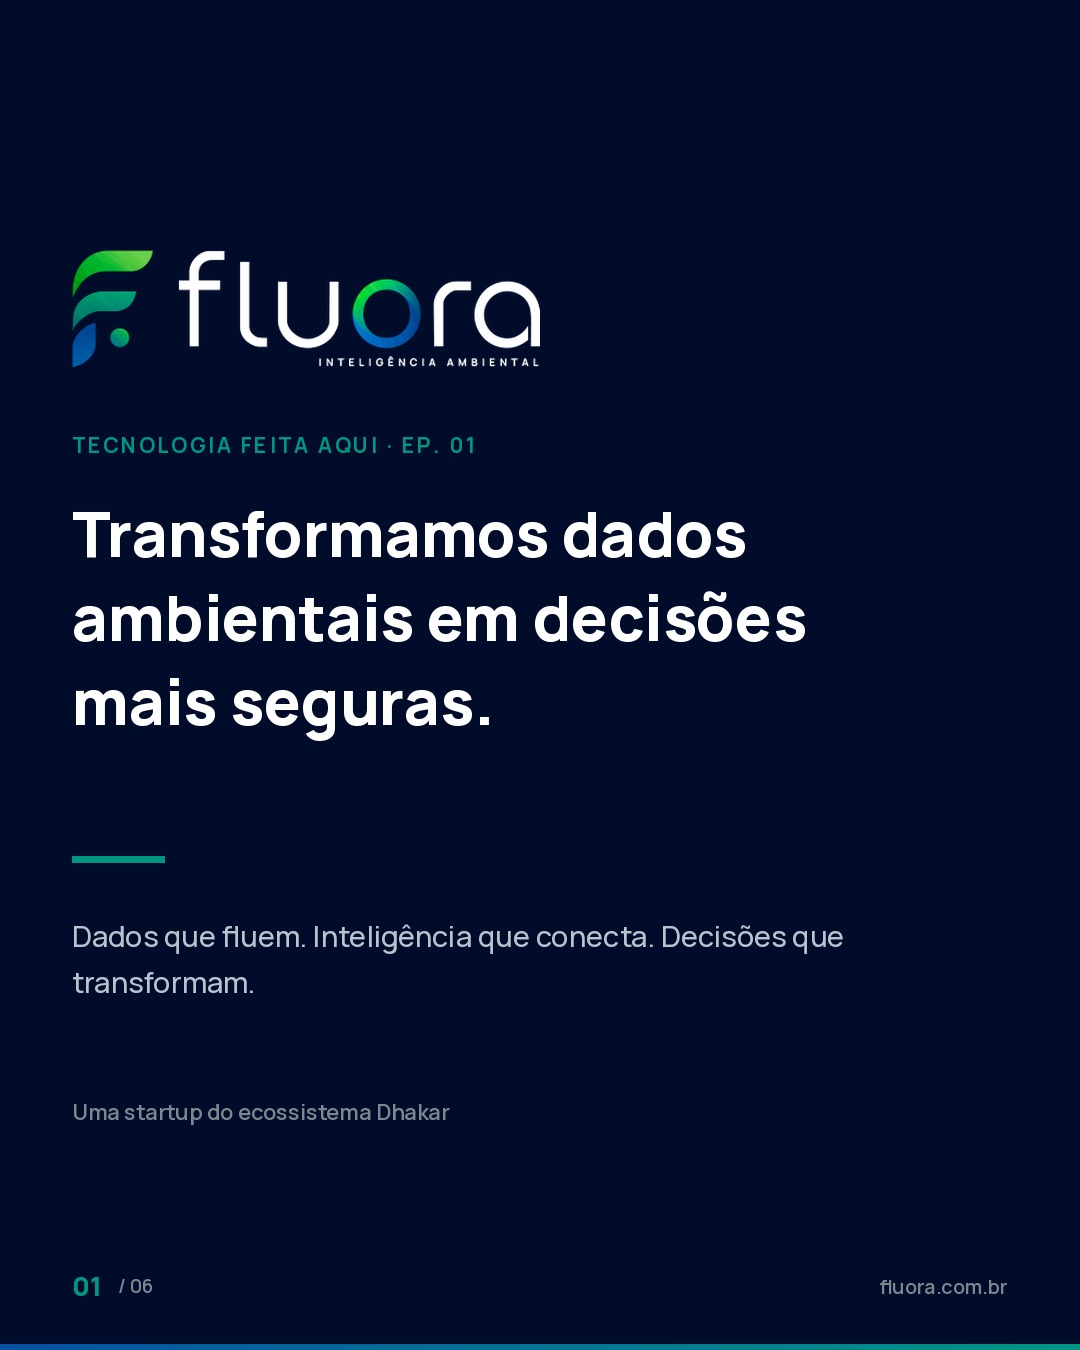 fluora
INTELIGÊNCIA AMBIENTAL
TECNOLOGIA FEITA AQUI · EP. 01
Transformamos dados
ambientais em decisões
mais seguras.
Dados que fluem. Inteligência que conecta. Decisões que
transformam.
Uma startup do ecossistema Dhakar
01 / 06
fluora.com.br